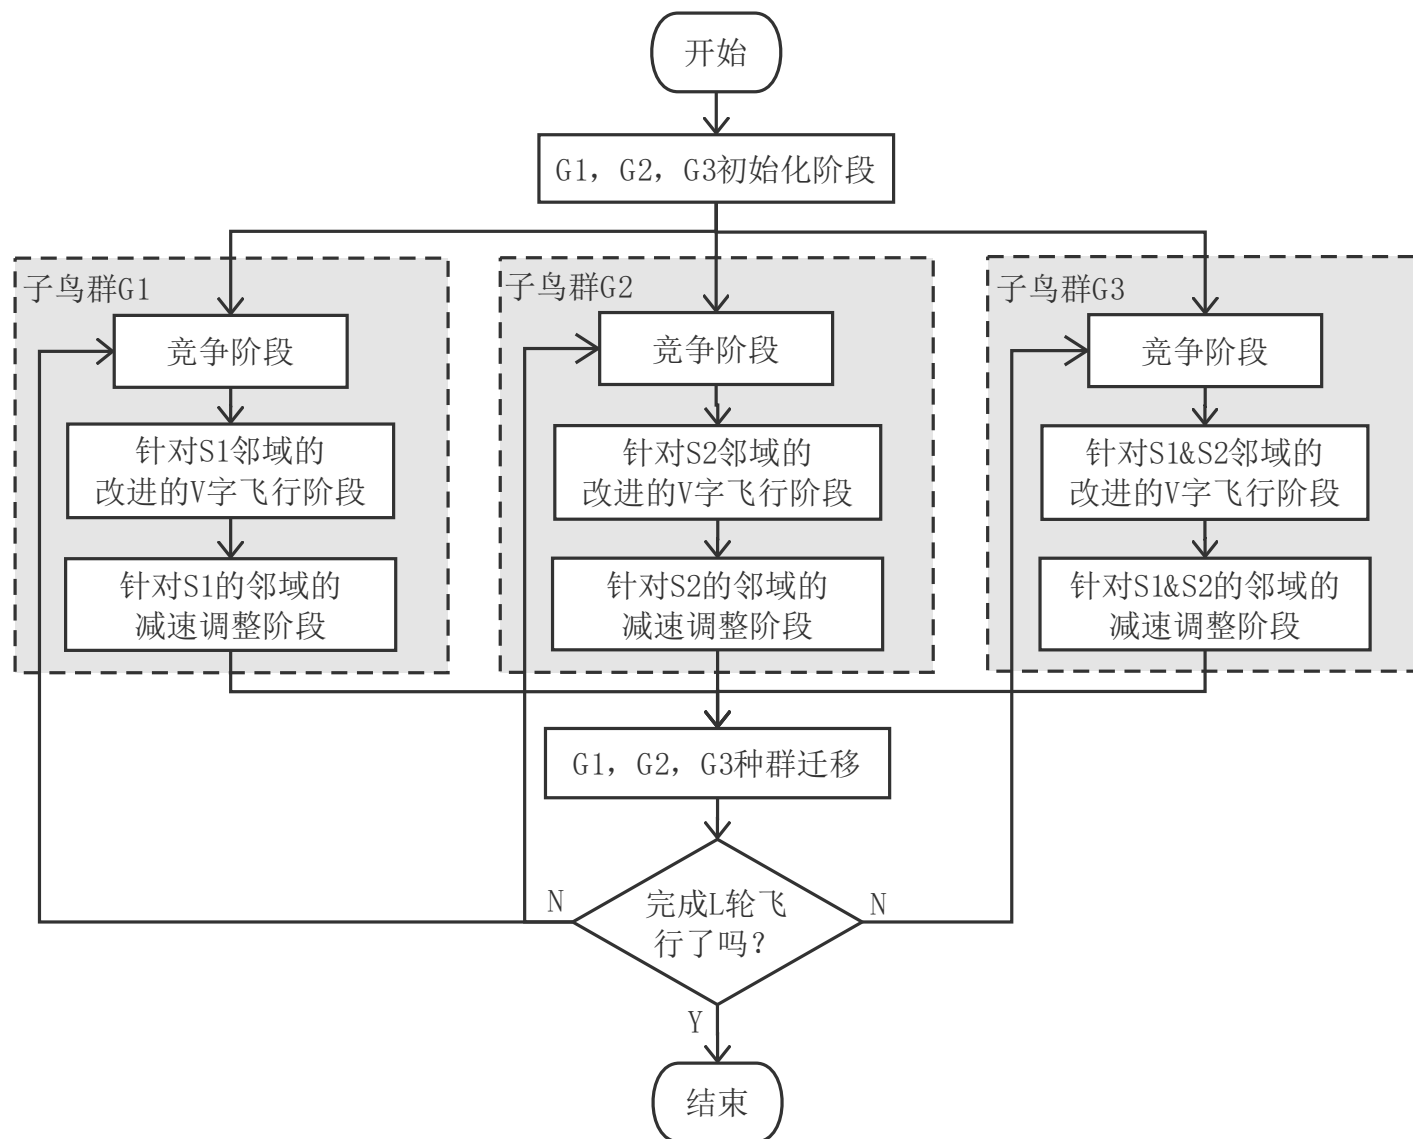 开始
G1, G2, G3初始化阶段
子鸟群G1
竞争阶段
针对S1邻域的
改进的V字飞行阶段
针对S1的邻域的
减速调整阶段
子鸟群G2
竞争阶段
针对S2邻域的
改进的V字飞行阶段
针对S2的邻域的
减速调整阶段
子鸟群G3
竞争阶段
针对S1&S2邻域的
改进的V字飞行阶段
针对S1&S2的邻域的
减速调整阶段
G1, G2, G3种群迁移
N
完成L轮飞
行了吗？
N
Y
结束